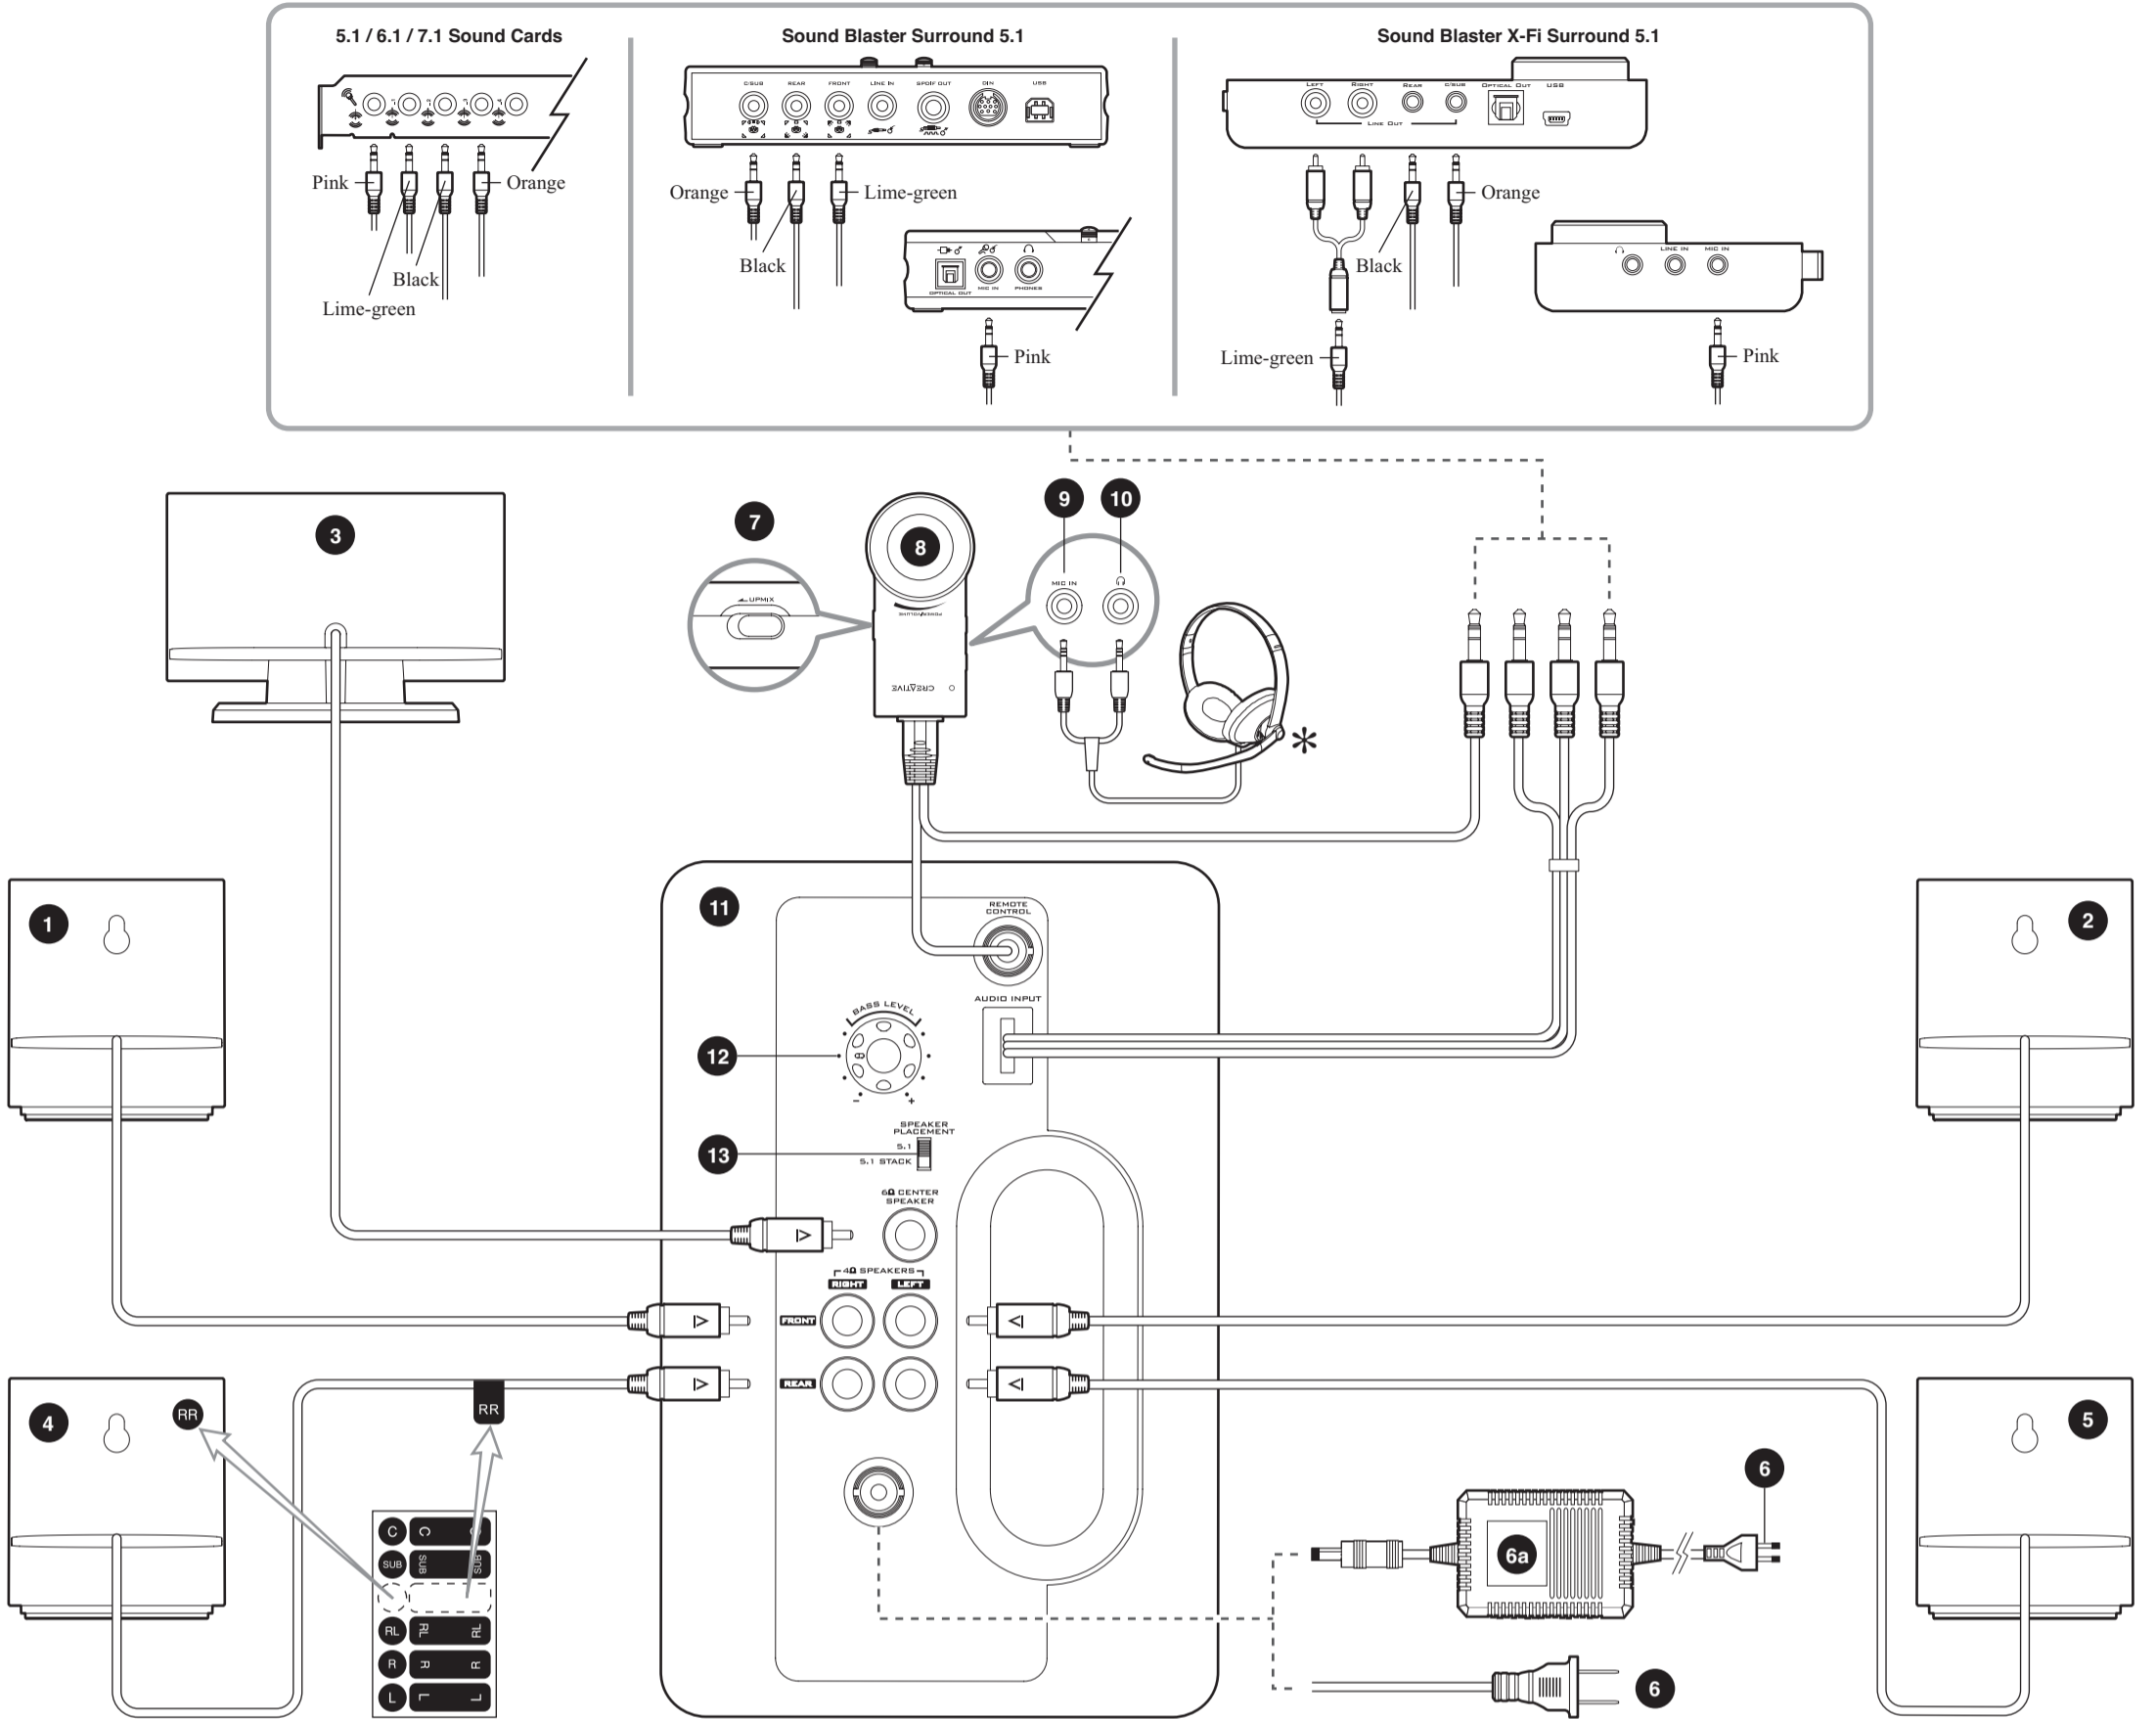 5.1 / 6.1 / 7.1 Sound Cards
Pink
Orange
Black
Lime-green
Sound Blaster Surround 5.1
C/SUB REAR FRONT LINE IN SPDIF OUT DIN USB
Orange
Lime-green
Black
OPTICAL OUT MIC IN PHONES
Pink
Sound Blaster X-Fi Surround 5.1
LEFT RIGHT REAR C/SUB OPTICAL OUT USB
LINE OUT
Orange
Black
LINE IN MIC IN
Lime-green
Pink
3
7
UPMIX
8
POWER/VOLUME
CREATIVE
9
10
MIC IN
*
1
2
11
REMOTE
CONTROL
AUDIO INPUT
BASS LEVEL
12
- +
SPEAKER
PLACEMENT
13
5.1
5.1 STACK
6Ω CENTER
SPEAKER
4Ω SPEAKERS
RIGHT LEFT
FRONT
REAR
4
RR
RR
5
C C C
SUB SUB SUB
RL RL RL
R R R
L L L
6
6a
6